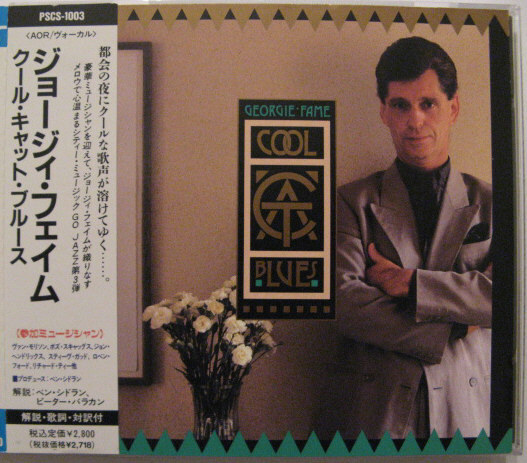 PSCS-1003
〈AOR/ヴォーカル〉
ジョージィ・フェイム
クール・キャット・ブルース
都会の夜にクールな歌声が溶けてゆく……。
豪華ミュージシャンを迎えて、ジョージィ・フェイムが織りなす
メロウで心温まるシティー・ミュージック GO JAZZ第3弾
《参加ミュージシャン》
ヴァン・モリソン、ボズ・スキャッグス、ジョン・
ヘンドリックス、スティーヴ・ガッド、ロベン・
フォード、リチャード・ティー他
■プロデュース:ベン・シドラン
解説:ベン・シドラン、
ピーター・バラカン
解説・歌詞・対訳付
税込定価¥2,800
(税抜価格¥2,718)
GEORGIE·FAME
COOL
CAT
BLUES